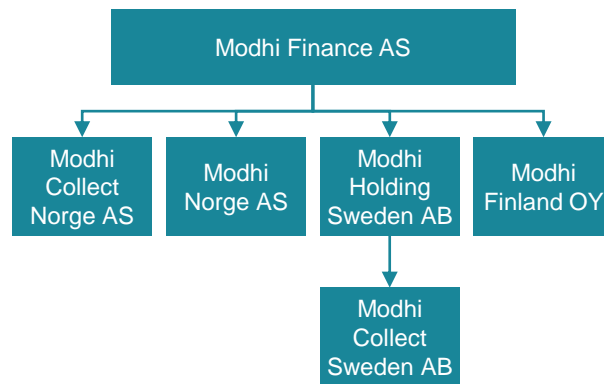 Modhi Finance AS
Modhi
Collect
Norge AS
Modhi
Norge AS
Modhi
Holding
Sweden AB
Modhi
Finland OY
Modhi
Collect
Sweden AB